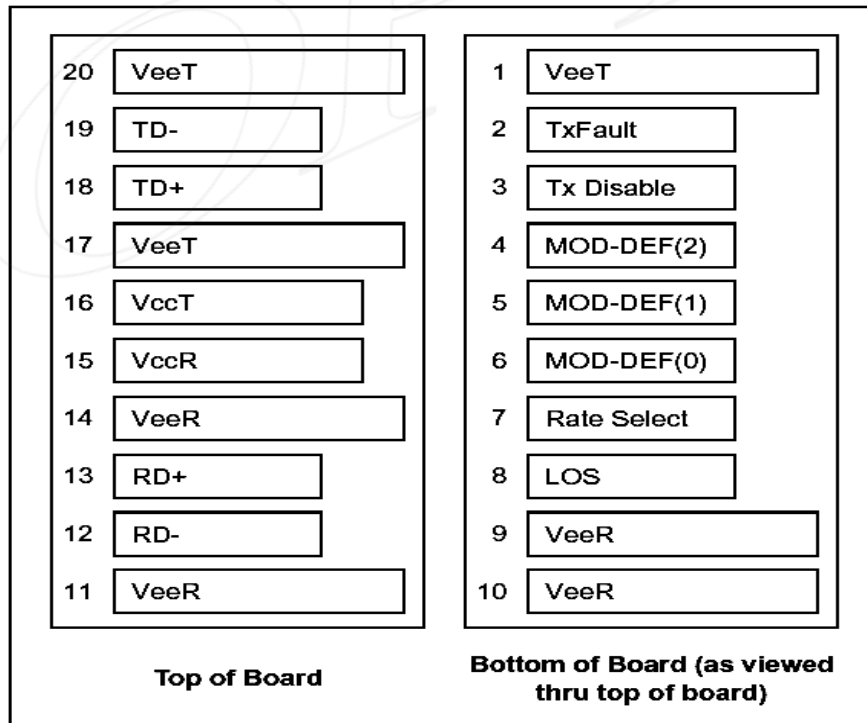 20 VeeT
19 TD-
18 TD+
17 VeeT
16 VccT
15 VccR
14 VeeR
13 RD+
12 RD-
11 VeeR
Top of Board
1 VeeT
2 TxFault
3 Tx Disable
4 MOD-DEF(2)
5 MOD-DEF(1)
6 MOD-DEF(0)
7 Rate Select
8 LOS
9 VeeR
10 VeeR
Bottom of Board (as viewed
thru top of board)